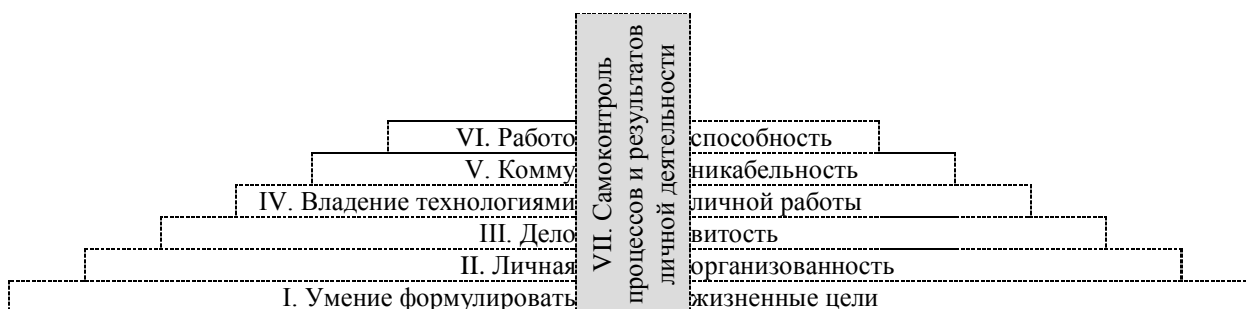 VII. Самоконтроль
процессов и результатов
личной деятельности
VI. Работо способность
V. Комму никабельность
IV. Владение технологиями личной работы
III. Дело витость
II. Личная организованность
I. Умение формулировать жизненные цели